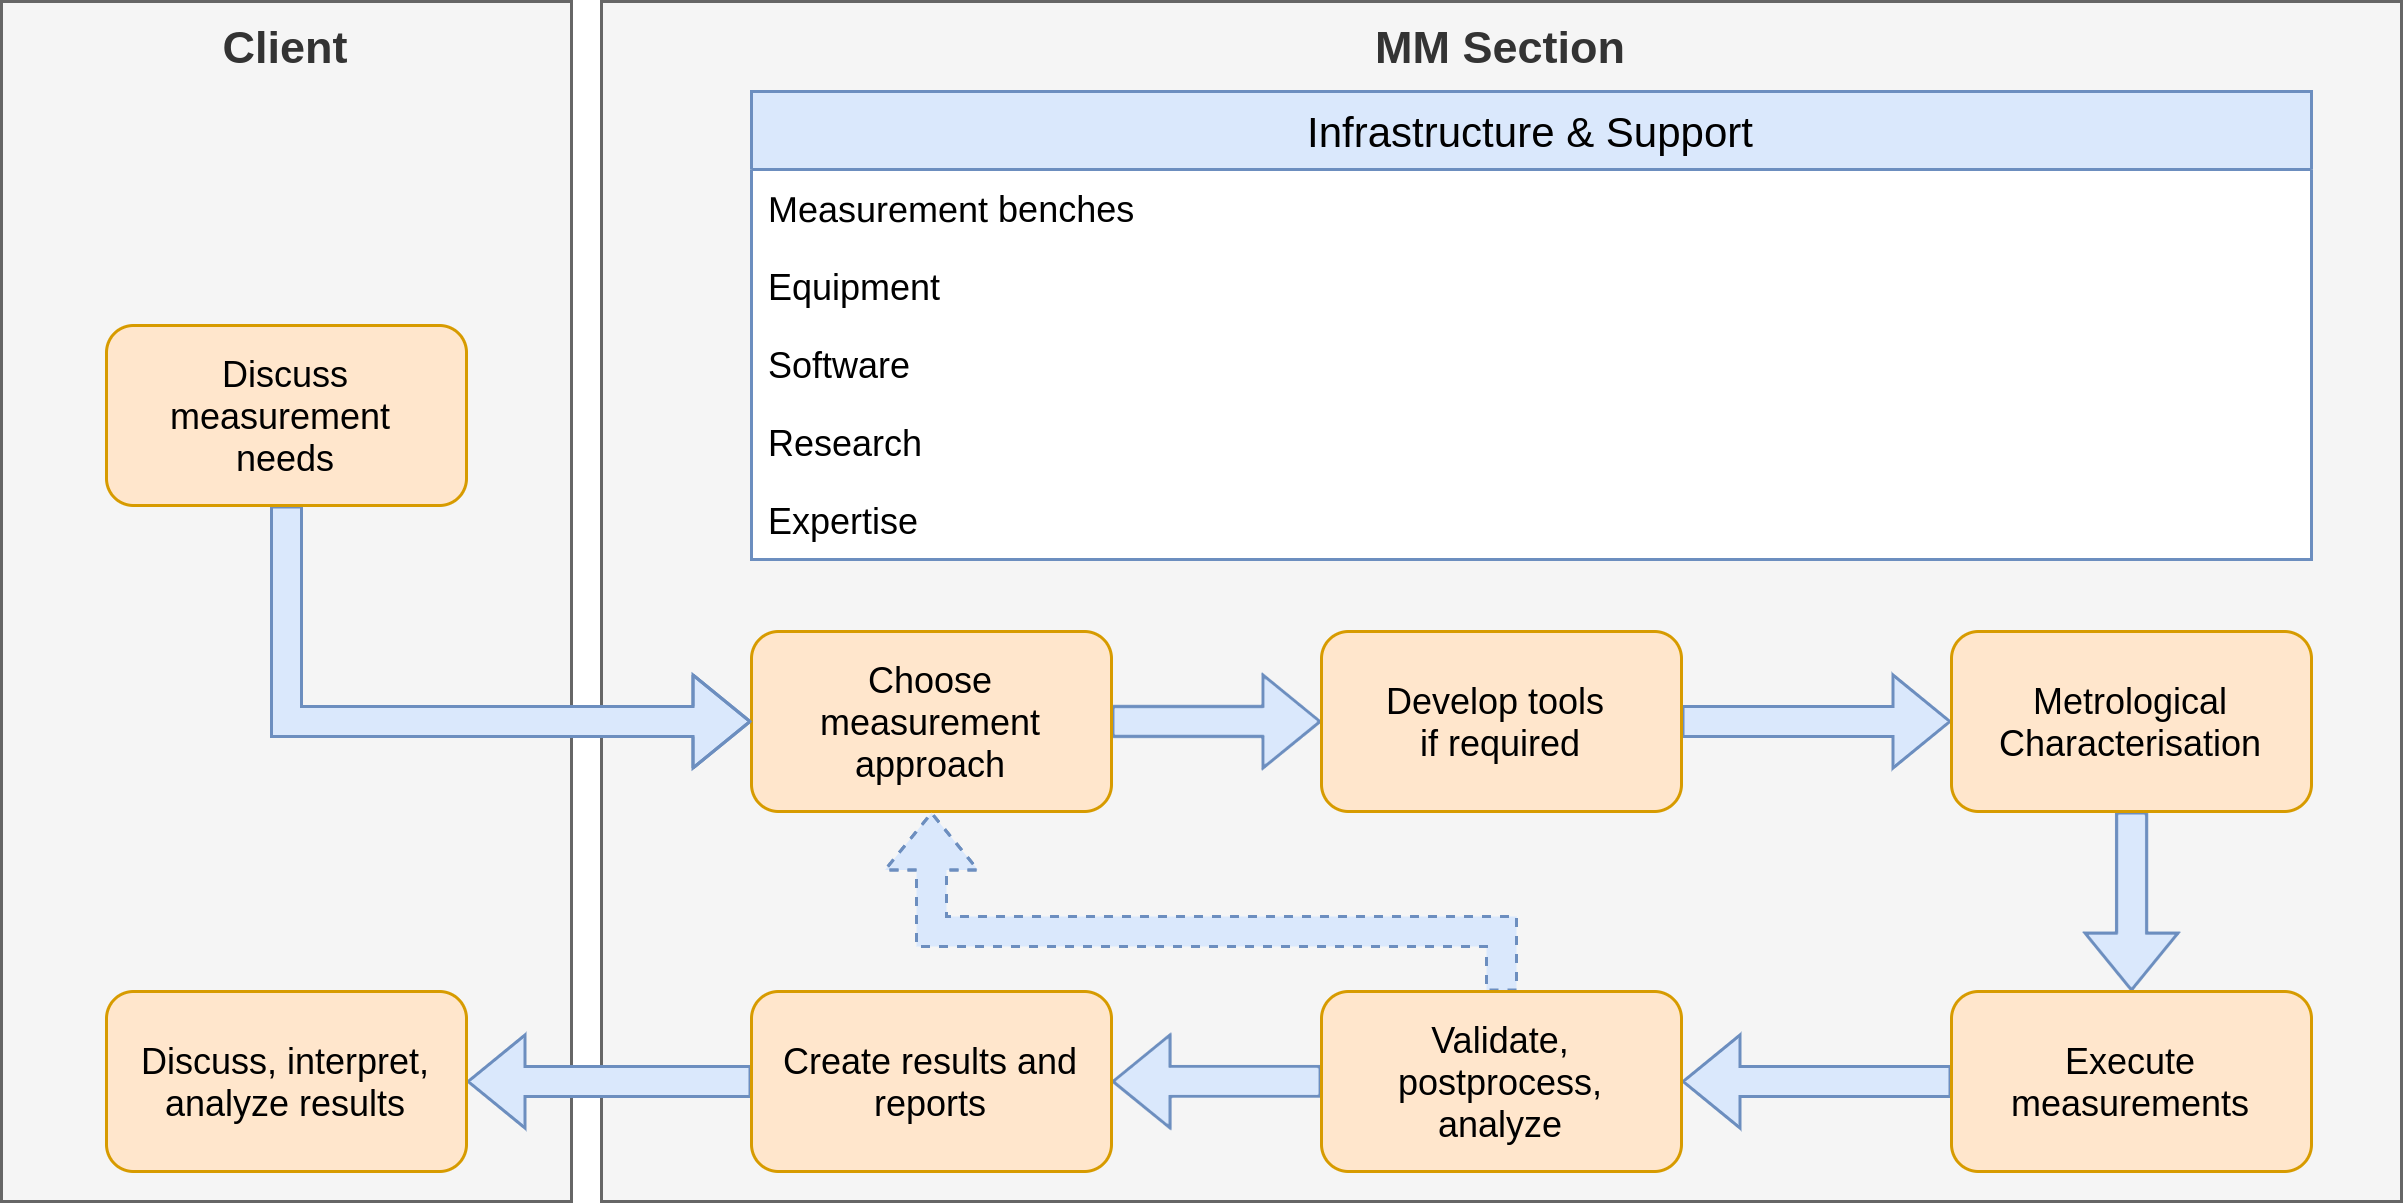 Client
Discuss
measurement
needs
Discuss, interpret,
analyze results
MM Section
Infrastructure & Support
Measurement benches
Equipment
Software
Research
Expertise
Choose
measurement
approach
Develop tools
if required
Metrological
Characterisation
Create results and
reports
Validate,
postprocess,
analyze
Execute
measurements